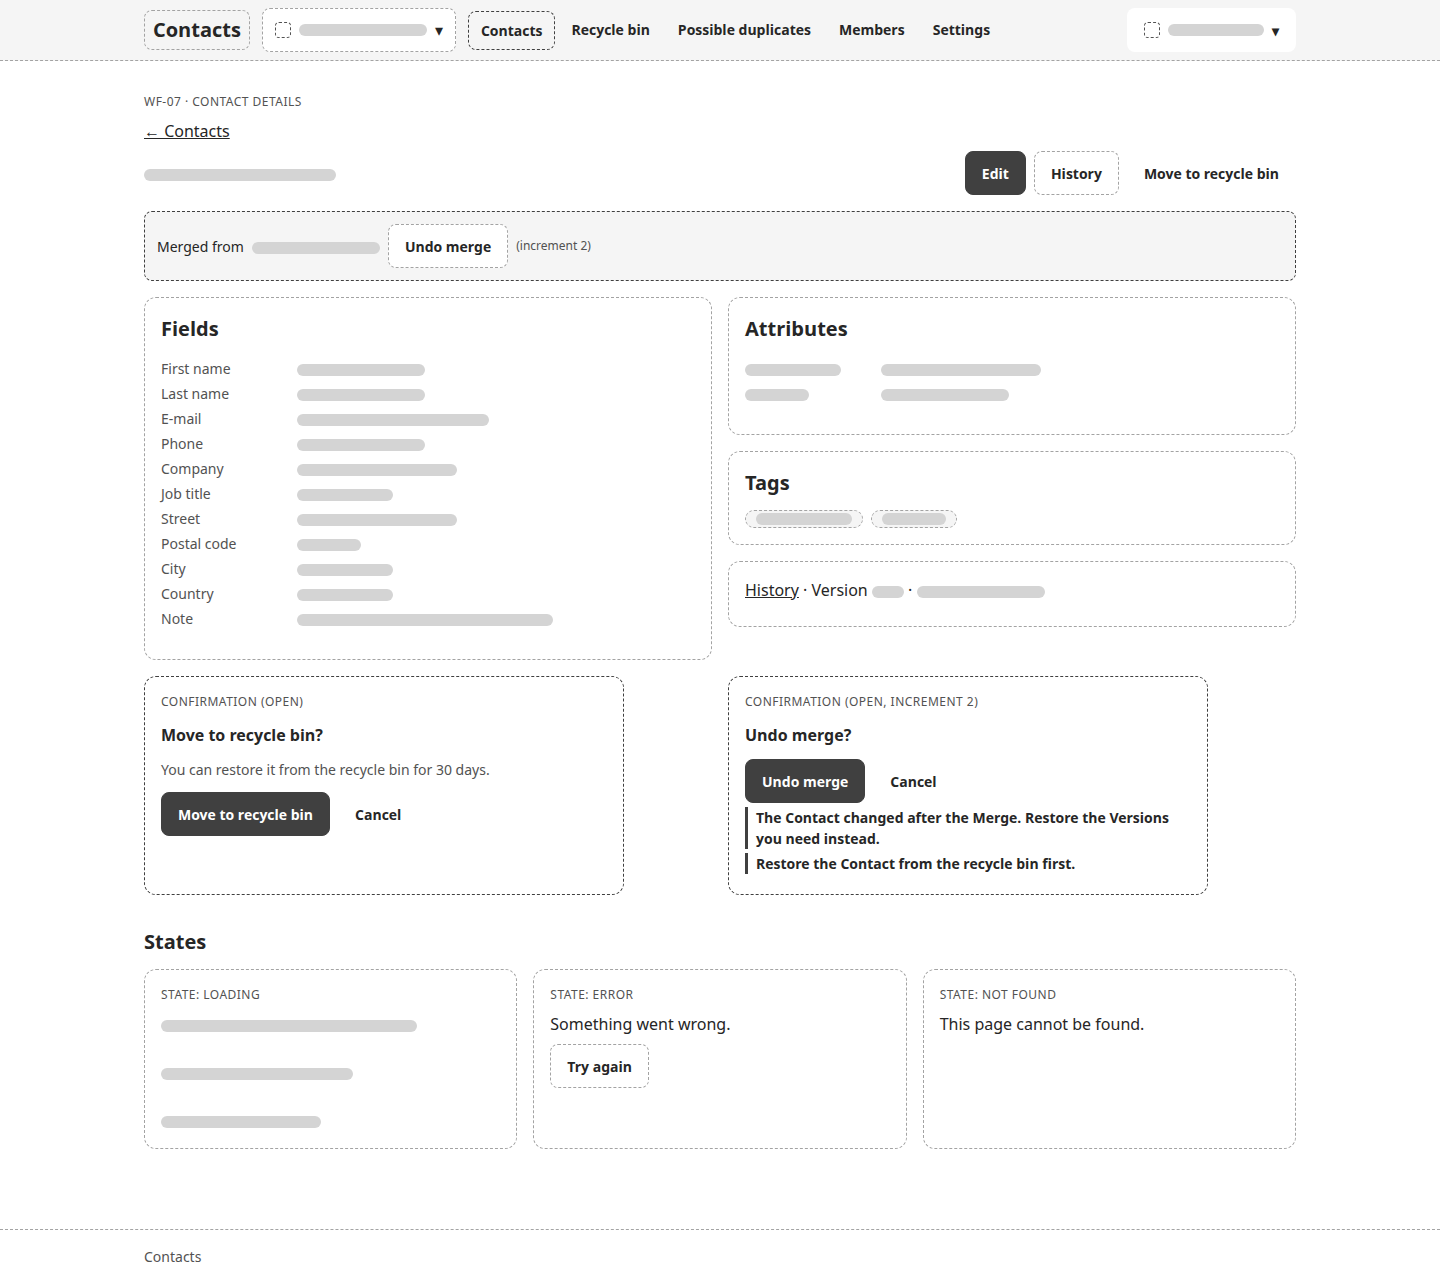 Contacts ▼ Contacts Recycle bin Possible duplicates Members Settings ▼
WF-07 · CONTACT DETAILS
← Contacts
Edit History Move to recycle bin
Merged from Undo merge (increment 2)
Fields
First name
Last name
E-mail
Phone
Company
Job title
Street
Postal code
City
Country
Note
Attributes
Tags
History · Version ·
CONFIRMATION (OPEN)
Move to recycle bin?
You can restore it from the recycle bin for 30 days.
Move to recycle bin Cancel
CONFIRMATION (OPEN, INCREMENT 2)
Undo merge?
Undo merge Cancel
The Contact changed after the Merge. Restore the Versions
you need instead.
Restore the Contact from the recycle bin first.
States
STATE: LOADING
STATE: ERROR
Something went wrong.
Try again
STATE: NOT FOUND
This page cannot be found.
Contacts